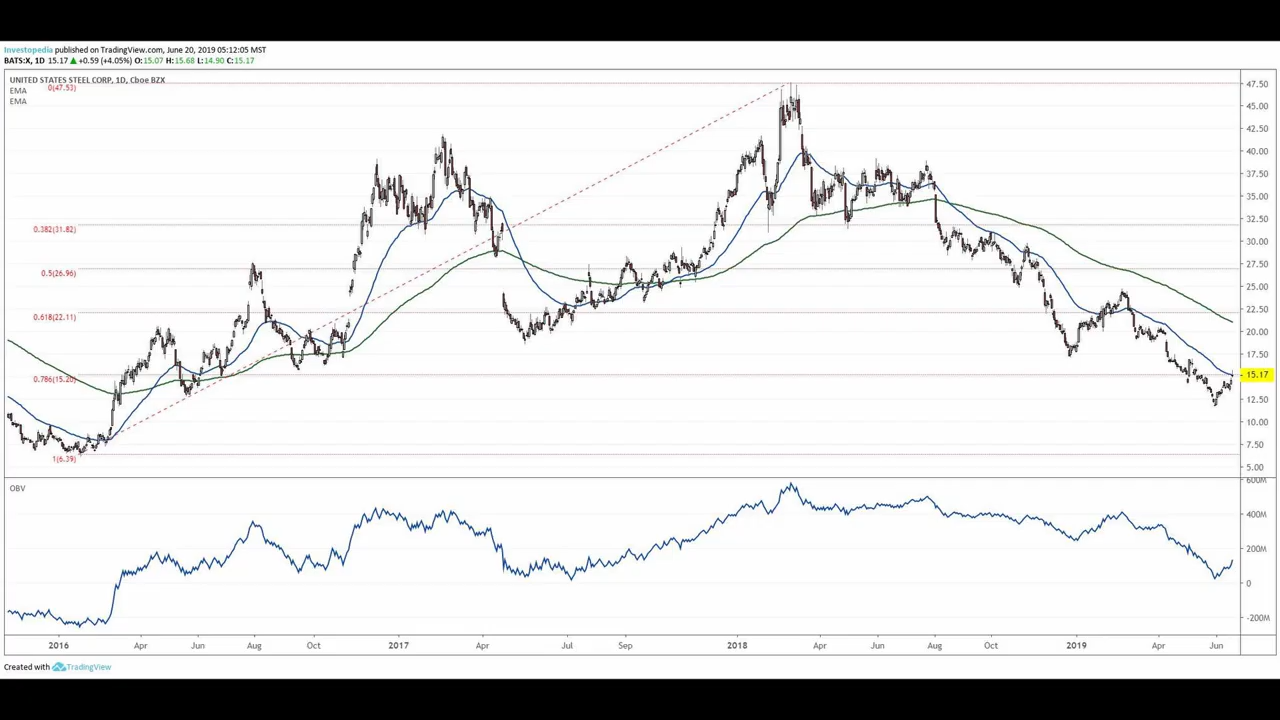 Investopedia published on TradingView.com, June 20, 2019 05:12:05 MST
BATS:X, 1D 15.17 ▲ +0.59 (+4.05%) O:15.07 H:15.68 L:14.90 C:15.17
UNITED STATES STEEL CORP, 1D, Cboe BZX
EMA
EMA
0(47.53)
0.382(31.82)
0.5(26.96)
0.618(22.11)
0.786(15.20)
1(6.39)
47.50
45.00
42.50
40.00
37.50
35.00
32.50
30.00
27.50
25.00
22.50
20.00
17.50
15.17
12.50
10.00
7.50
5.00
OBV
600M
400M
200M
0
-200M
2016 Apr Jun Aug Oct 2017 Apr Jul Sep 2018 Apr Jun Aug Oct 2019 Apr Jun
Created with TradingView